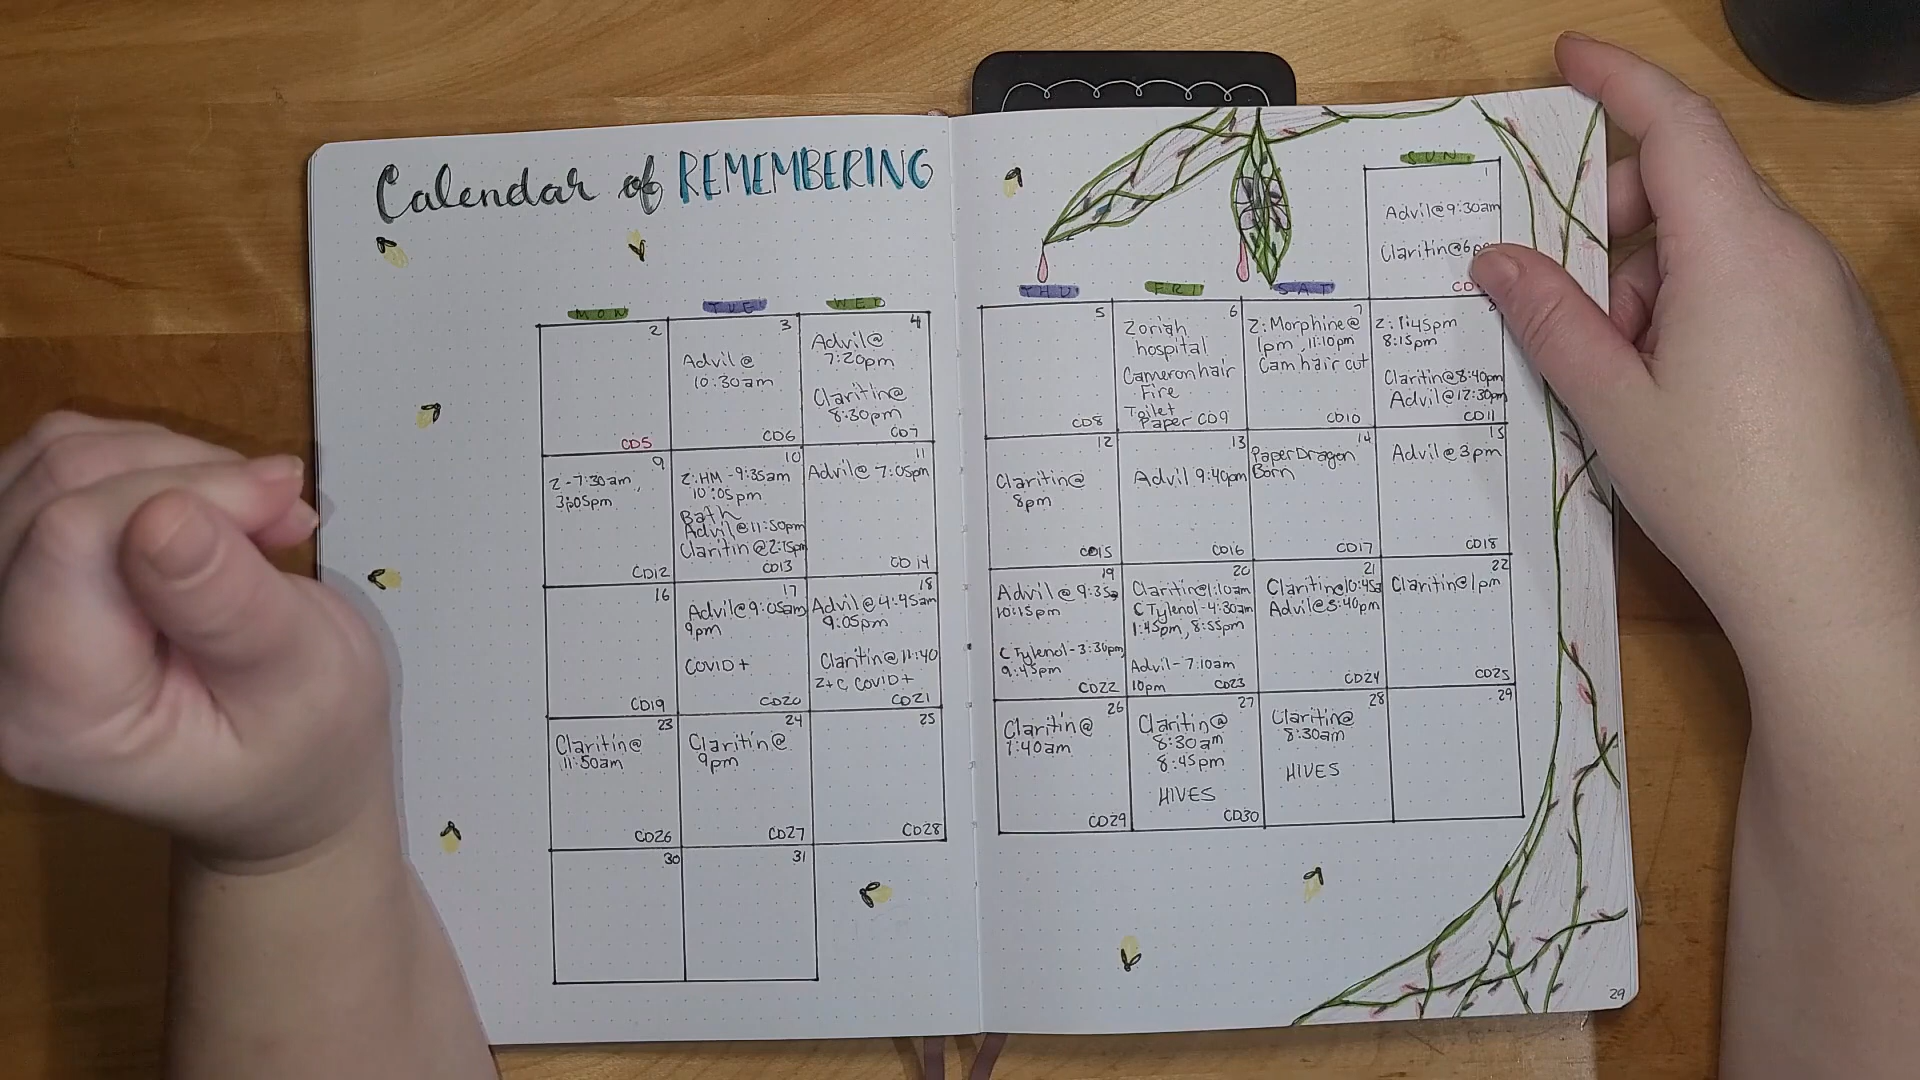 Calendar of REMEMBERING
SUN
1
Advil@9:30am
Claritin@6p
CD
MON
TUE
WED
THU
FRI
SAT
2
CD5
3
Advil@
10:30am
CD6
4
Advil@
7:20pm
Claritin@
8:30pm
CD7
5
CD8
6
Zoriah
hospital
Cameron hair
Fire
Toilet
Paper CD9
7
Z: Morphine@
1pm, 11:10pm
Cam hair cut
CD10
8
Z: 1:45pm
8:15pm
Claritin@8:40pm
Advil@12:30pm
CD11
9
Z-7:30am,
3:05pm
CD12
10
Z: HM-9:35am
10:05pm
Bath
Advil@11:50pm
Claritin@2:15pm
CD13
11
Advil@7:05pm
CD14
12
Claritin@
8pm
CD15
13
Advil 9:40pm
CD16
14
Paper Dragon
Born
CD17
15
Advil@3pm
CD18
16
CD19
17
Advil@9:05am
9pm
COVID+
CD20
18
Advil@4:45am
9:05pm
Claritin@11:40
Z+C COVID+
CD21
19
Advil@9:35a
10:15pm
C Tylenol-3:30pm,
9:45pm
CD22
20
Claritin@1:10am
C Tylenol-4:30am
1:45pm, 8:55pm
Advil-7:10am
10pm CD23
21
Claritin@10:45a
Advil@5:40pm
CD24
22
Claritin@1pm
CD25
23
Claritin@
11:50am
CD26
24
Claritin@
9pm
CD27
25
CD28
26
Claritin@
1:40am
CD29
27
Claritin@
8:30am
8:45pm
HIVES
CD30
28
Claritin@
8:30am
HIVES
29
30
31
29